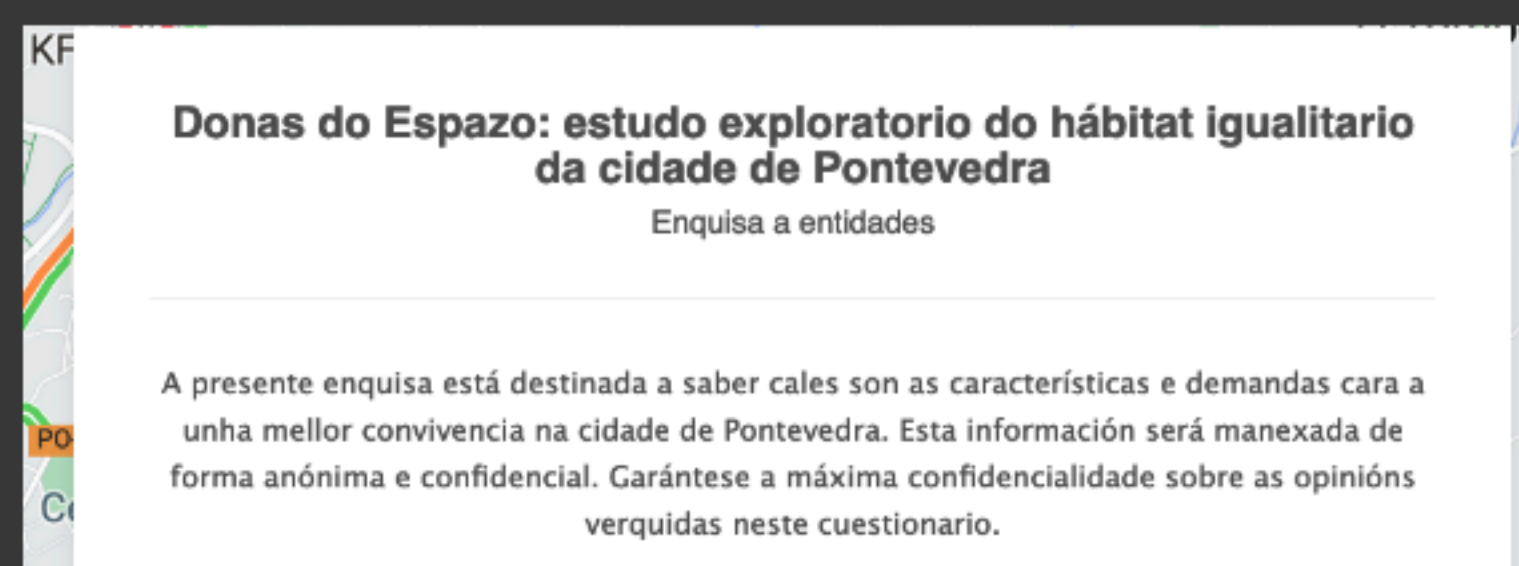 KF
Donas do Espazo: estudo exploratorio do hábitat igualitario
da cidade de Pontevedra
Enquisa a entidades
A presente enquisa está destinada a saber cales son as características e demandas cara a
unha mellor convivencia na cidade de Pontevedra. Esta información será manexada de
forma anónima e confidencial. Garántese a máxima confidencialidade sobre as opinións
verquidas neste cuestionario.
PO-